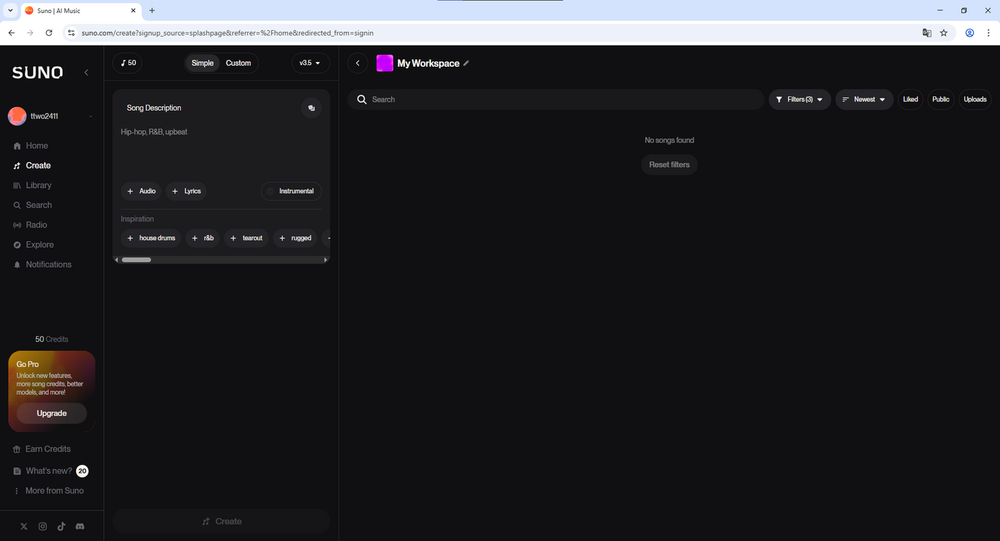 Suno | AI Music
suno.com/create?signup_source=splashpage&referrer=%2Fhome&redirected_from=signin
SUNO
ttwo2411
Home
Create
Library
Search
Radio
Explore
Notifications
50 Credits
Go Pro
Unlock new features,
more song credits, better
models, and more!
Upgrade
Earn Credits
What's new? 20
More from Suno
50
Simple
Custom
v3.5
Song Description
Hip-hop, R&B, upbeat
Audio
Lyrics
Instrumental
Inspiration
house drums
r&b
tearout
rugged
Create
My Workspace
Search
Filters (3)
Newest
Liked
Public
Uploads
No songs found
Reset filters